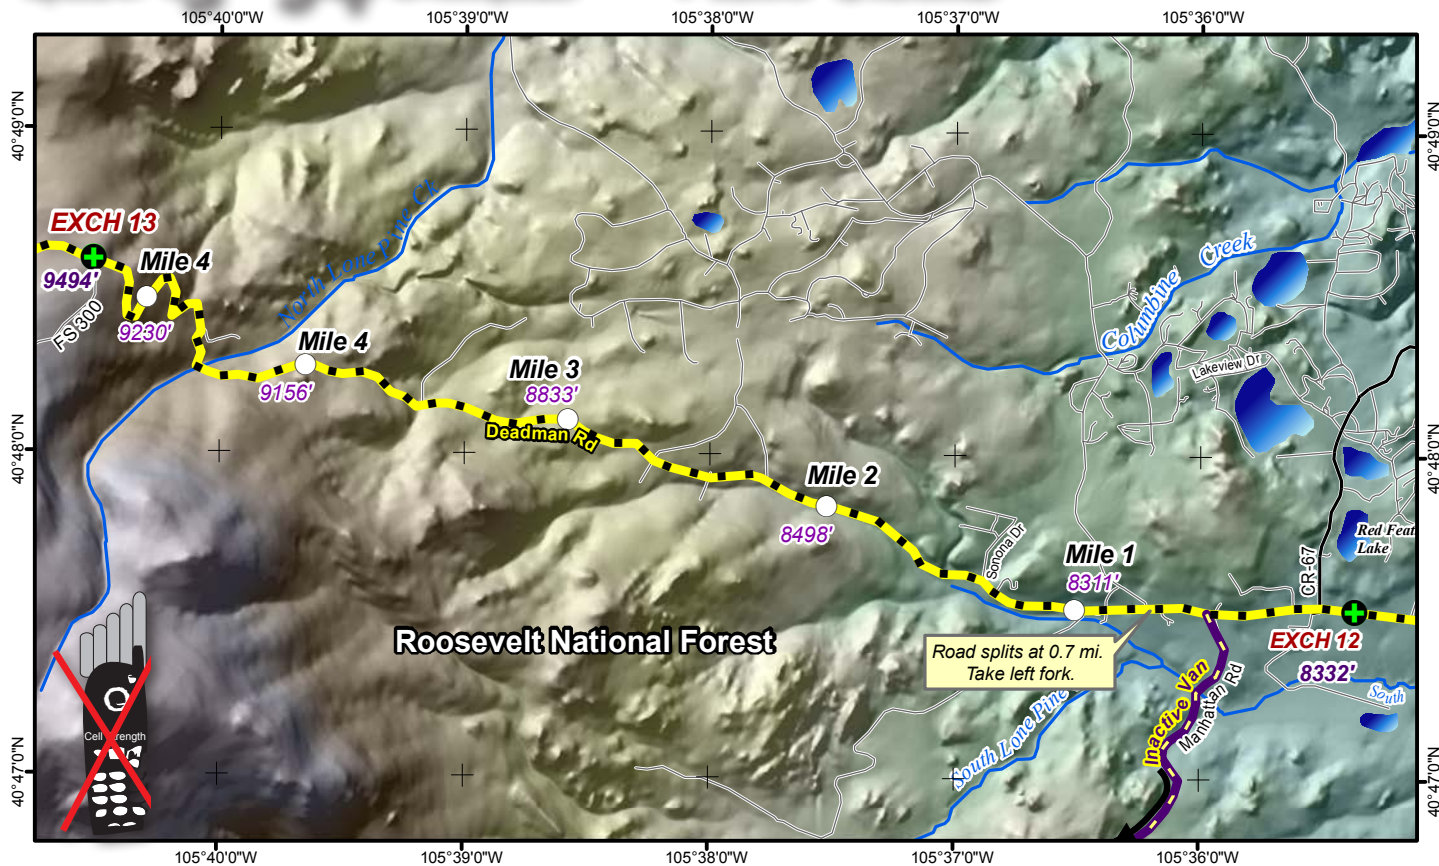 105°40'0"W
105°39'0"W
105°38'0"W
105°37'0"W
105°36'0"W
40°49'0"N
40°49'0"N
North Lone Pine Ck
EXCH 13
Mile 4
9494'
FS 300
9230'
Columbine Creek
Mile 4
9156'
Mile 3
8833'
Lakeview Dr
Deadman Rd
40°48'0"N
40°48'0"N
Mile 2
8498'
Sonona Dr
Red Feat
Lake
Mile 1
8311'
CR-67
Roosevelt National Forest
Road splits at 0.7 mi.
Take left fork.
EXCH 12
8332'
South
Inactive Van
Manhattan Rd
South Lone Pine
Cell Strength
40°47'0"N
40°47'0"N
105°40'0"W
105°39'0"W
105°38'0"W
105°37'0"W
105°36'0"W